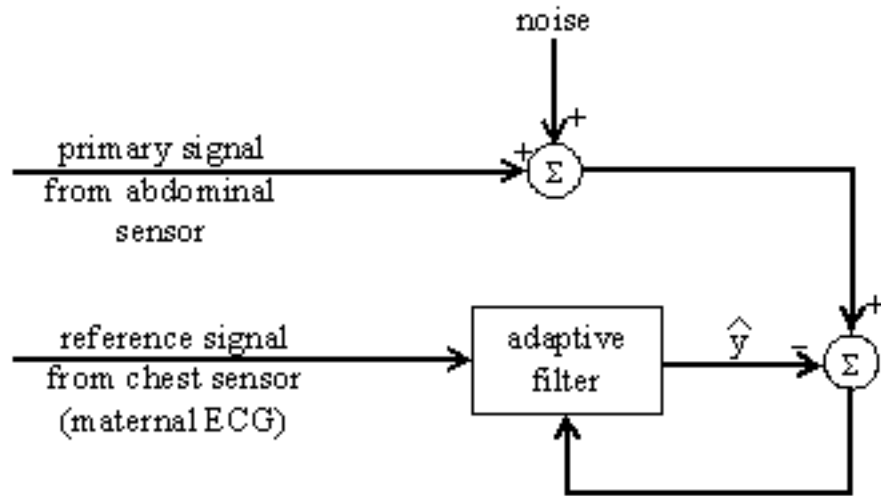 noise
+
+
Σ
primary signal
from abdominal
sensor
+
reference signal
from chest sensor
(maternal ECG)
adaptive
filter
ŷ
−
Σ